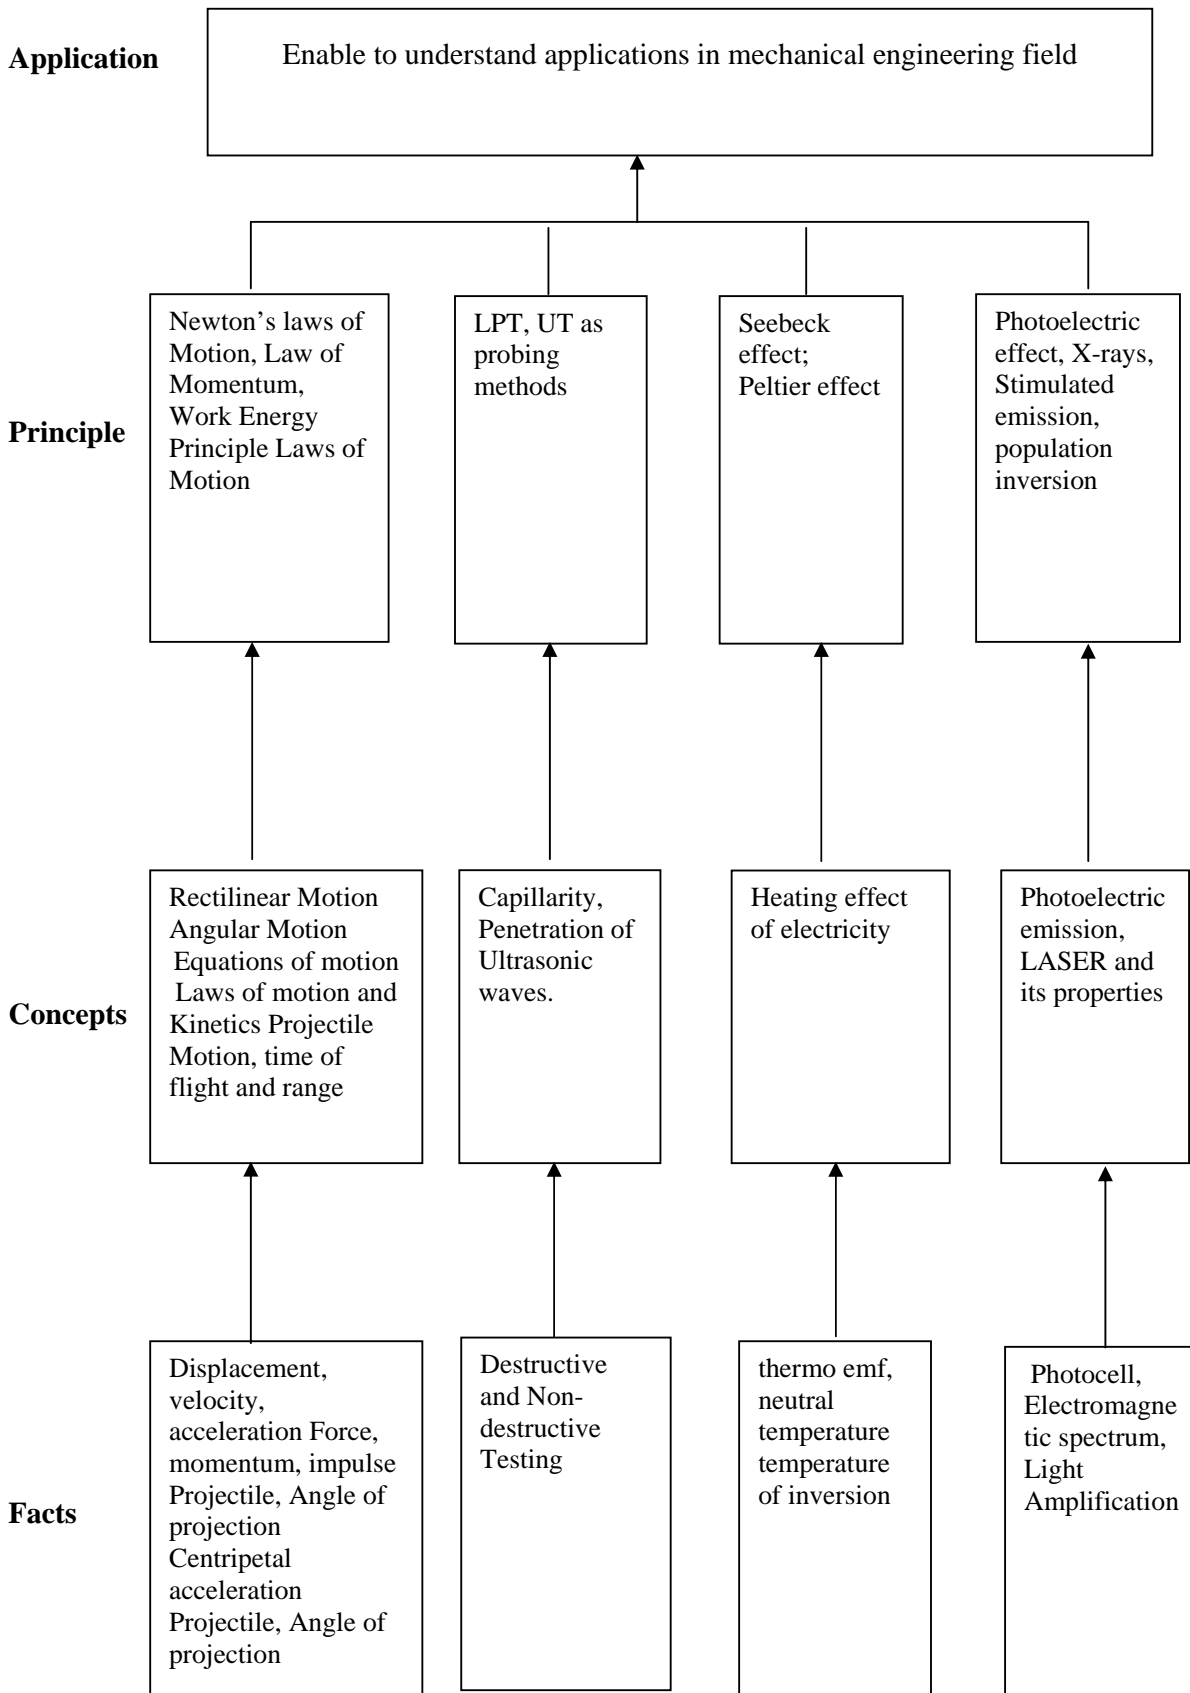 Application
Enable to understand applications in mechanical engineering field
Principle
Newton’s laws of
Motion, Law of
Momentum,
Work Energy
Principle Laws of
Motion
LPT, UT as
probing
methods
Seebeck
effect;
Peltier effect
Photoelectric
effect, X-rays,
Stimulated
emission,
population
inversion
Concepts
Rectilinear Motion
Angular Motion
Equations of motion
Laws of motion and
Kinetics Projectile
Motion, time of
flight and range
Capillarity,
Penetration of
Ultrasonic
waves.
Heating effect
of electricity
Photoelectric
emission,
LASER and
its properties
Facts
Displacement,
velocity,
acceleration Force,
momentum, impulse
Projectile, Angle of
projection
Centripetal
acceleration
Projectile, Angle of
projection
Destructive
and Non-
destructive
Testing
thermo emf,
neutral
temperature
temperature
of inversion
Photocell,
Electromagne
tic spectrum,
Light
Amplification